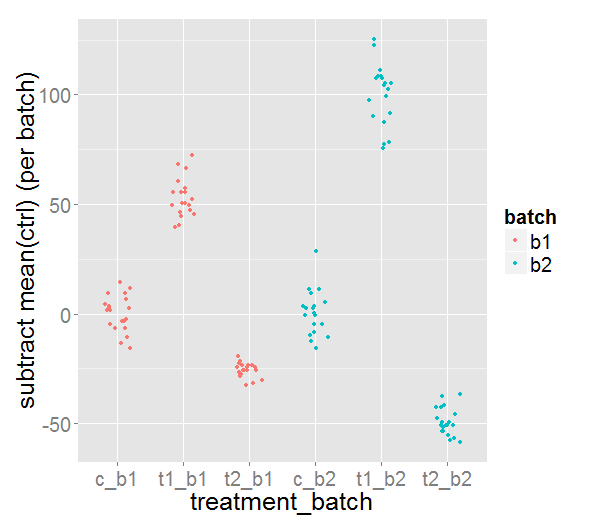 subtract mean(ctrl) (per batch)
100
50
0
-50
c_b1 t1_b1 t2_b1 c_b2 t1_b2 t2_b2
treatment_batch
batch
b1
b2